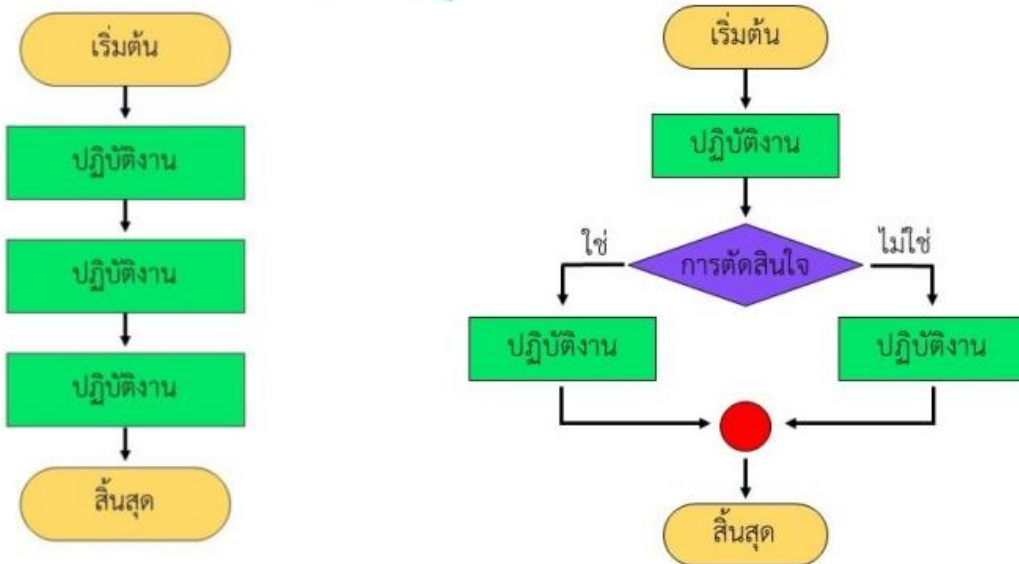 เริ่มต้น
ปฏิบัติงาน
ปฏิบัติงาน
ปฏิบัติงาน
สิ้นสุด
เริ่มต้น
ปฏิบัติงาน
ใช่
การตัดสินใจ
ไม่ใช่
ปฏิบัติงาน
ปฏิบัติงาน
สิ้นสุด